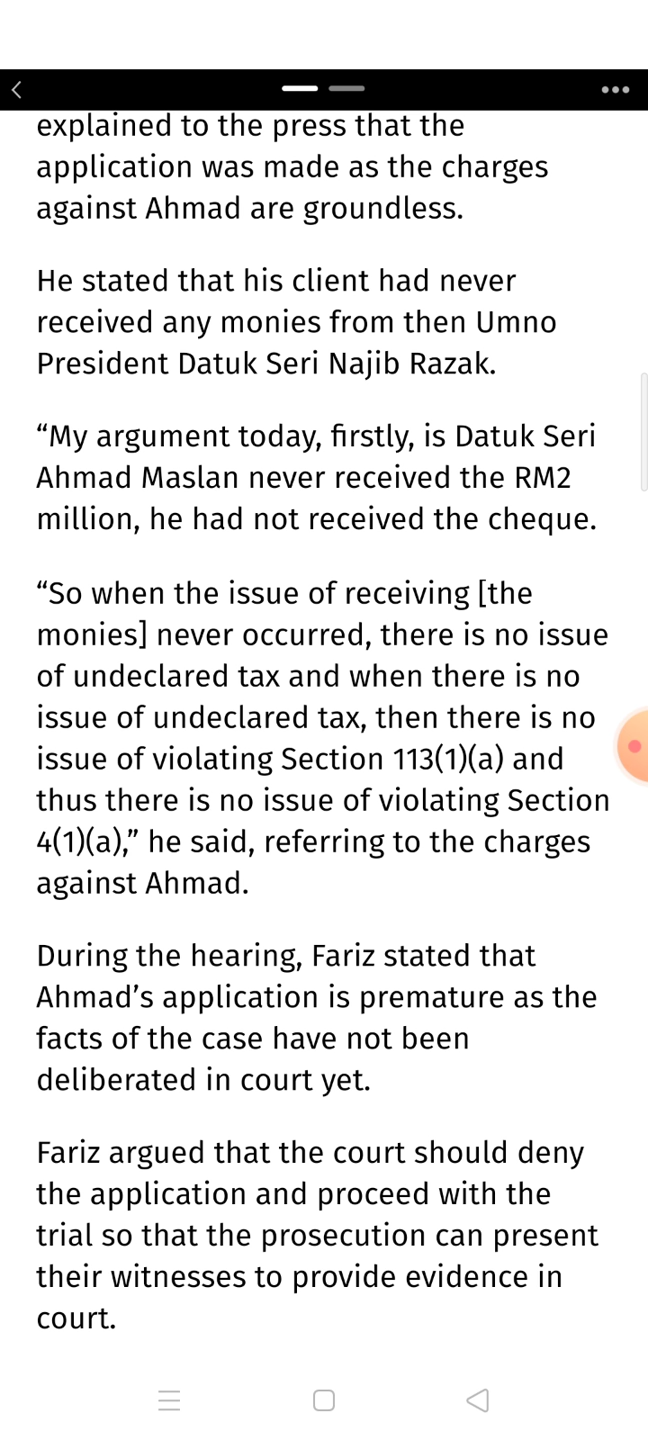 explained to the press that the
application was made as the charges
against Ahmad are groundless.
He stated that his client had never
received any monies from then Umno
President Datuk Seri Najib Razak.
“My argument today, firstly, is Datuk Seri
Ahmad Maslan never received the RM2
million, he had not received the cheque.
“So when the issue of receiving [the
monies] never occurred, there is no issue
of undeclared tax and when there is no
issue of undeclared tax, then there is no
issue of violating Section 113(1)(a) and
thus there is no issue of violating Section
4(1)(a),” he said, referring to the charges
against Ahmad.
During the hearing, Fariz stated that
Ahmad’s application is premature as the
facts of the case have not been
deliberated in court yet.
Fariz argued that the court should deny
the application and proceed with the
trial so that the prosecution can present
their witnesses to provide evidence in
court.